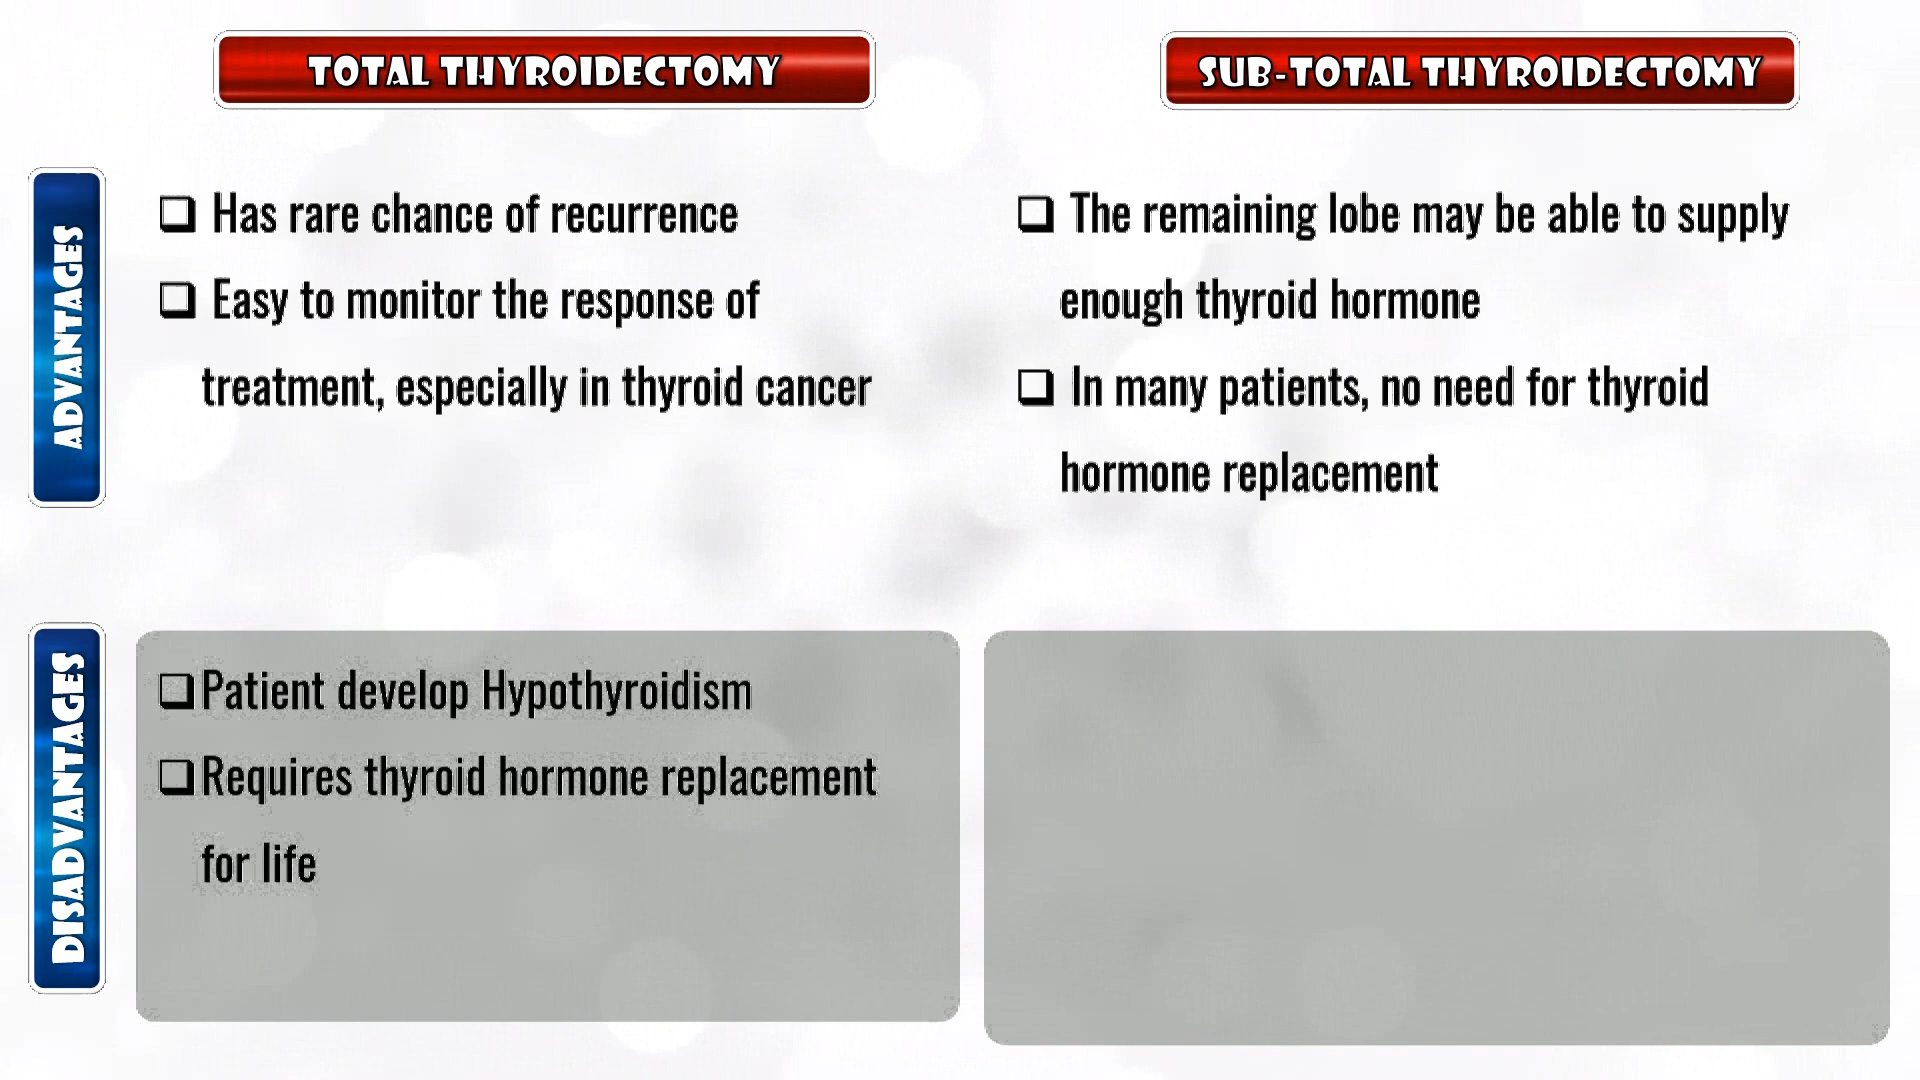 TOTAL THYROIDECTOMY
SUB-TOTAL THYROIDECTOMY
ADVANTAGES
❑ Has rare chance of recurrence
❑ Easy to monitor the response of
treatment, especially in thyroid cancer
❑ The remaining lobe may be able to supply
enough thyroid hormone
❑ In many patients, no need for thyroid
hormone replacement
DISADVANTAGES
❑ Patient develop Hypothyroidism
❑ Requires thyroid hormone replacement
for life